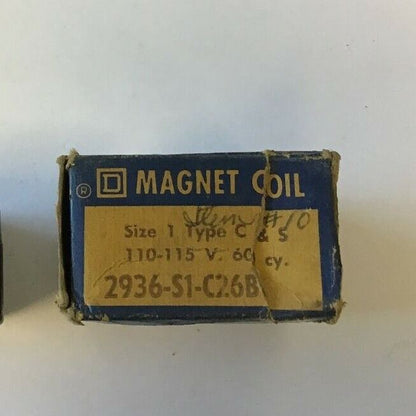 ® D MAGNET COIL
Item #10
Size 1 Type C & S
110-115 V. 60 cy.
2936-S1-C26B